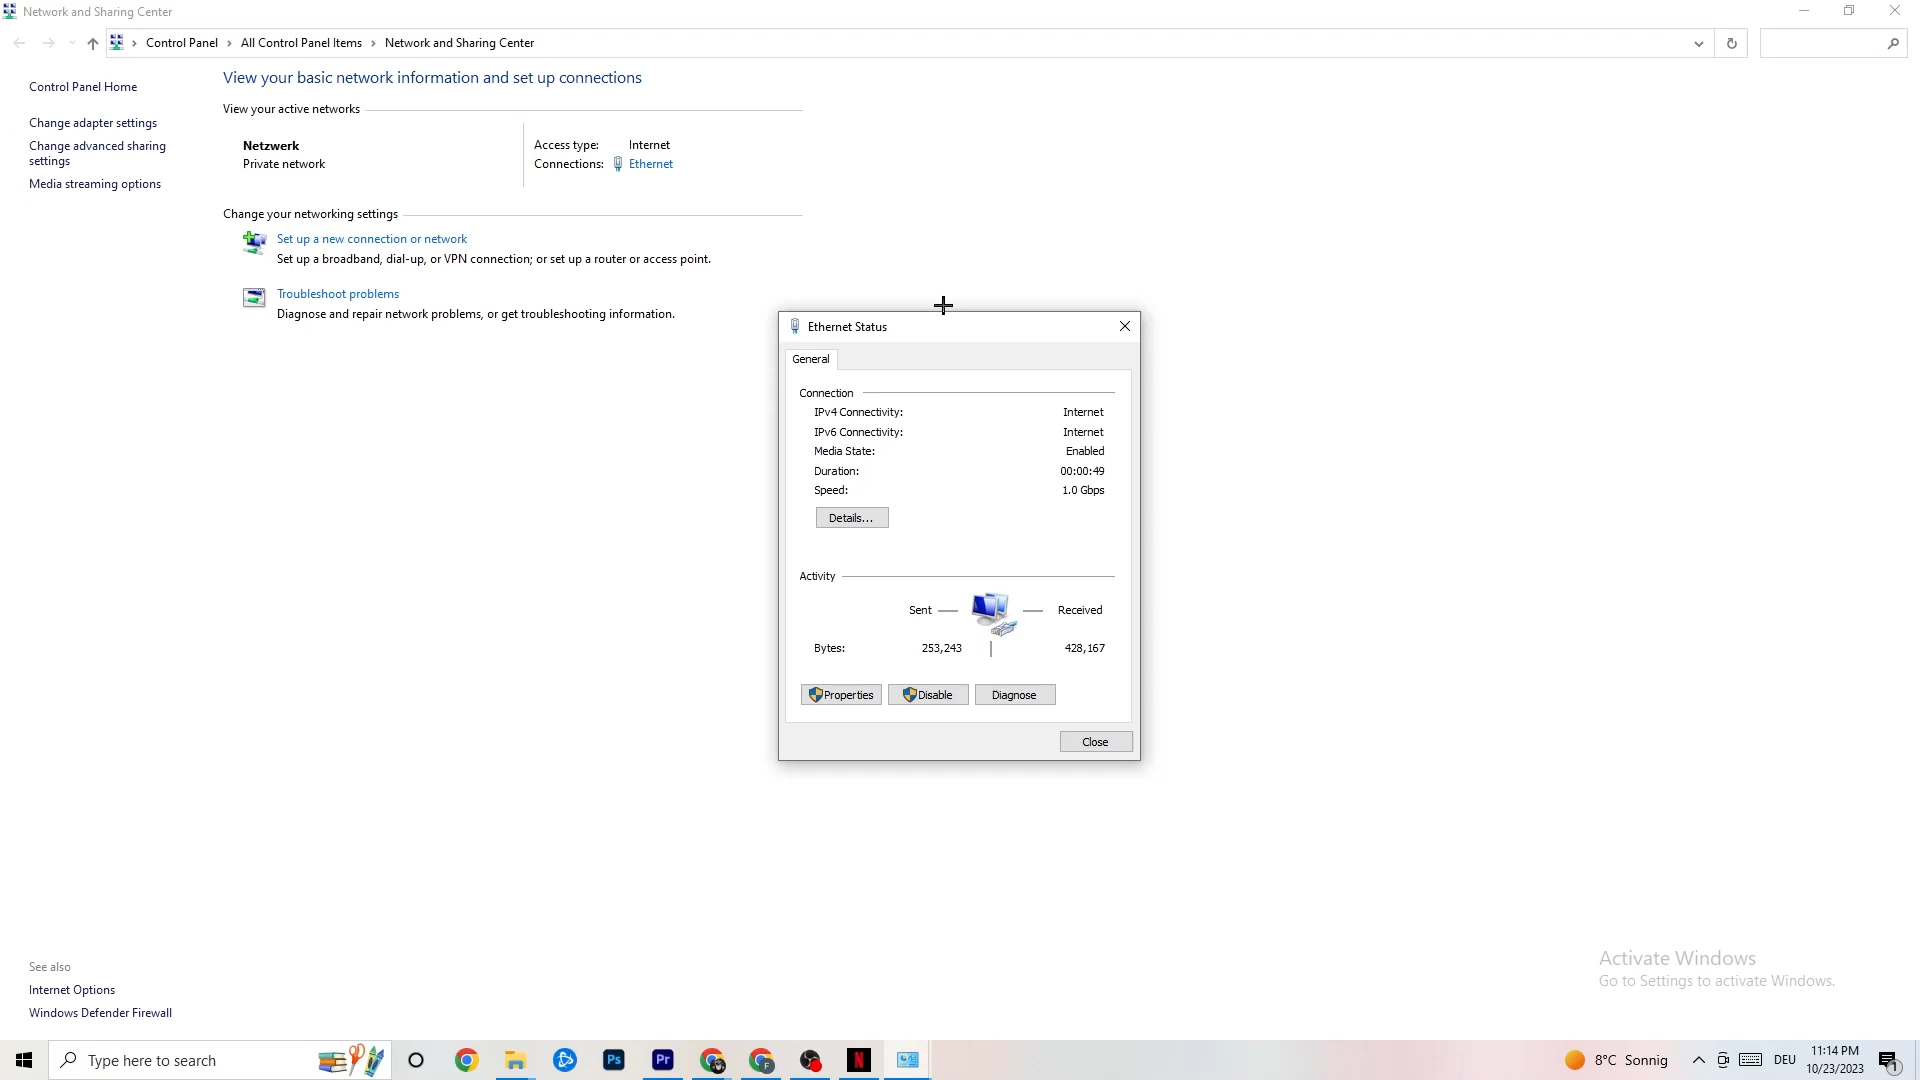 Network and Sharing Center
Control Panel > All Control Panel Items > Network and Sharing Center
Control Panel Home
Change adapter settings
Change advanced sharing
settings
Media streaming options
View your basic network information and set up connections
View your active networks
Netzwerk
Private network
Access type: Internet
Connections: Ethernet
Change your networking settings
Set up a new connection or network
Set up a broadband, dial-up, or VPN connection; or set up a router or access point.
Troubleshoot problems
Diagnose and repair network problems, or get troubleshooting information.
Ethernet Status
General
Connection
IPv4 Connectivity: Internet
IPv6 Connectivity: Internet
Media State: Enabled
Duration: 00:00:49
Speed: 1.0 Gbps
Details...
Activity
Sent Received
Bytes: 253,243 428,167
Properties Disable Diagnose
Close
See also
Internet Options
Windows Defender Firewall
Activate Windows
Go to Settings to activate Windows.
Type here to search
Ps
Pr
F
N
8°C Sonnig
DEU
11:14 PM
10/23/2023
1